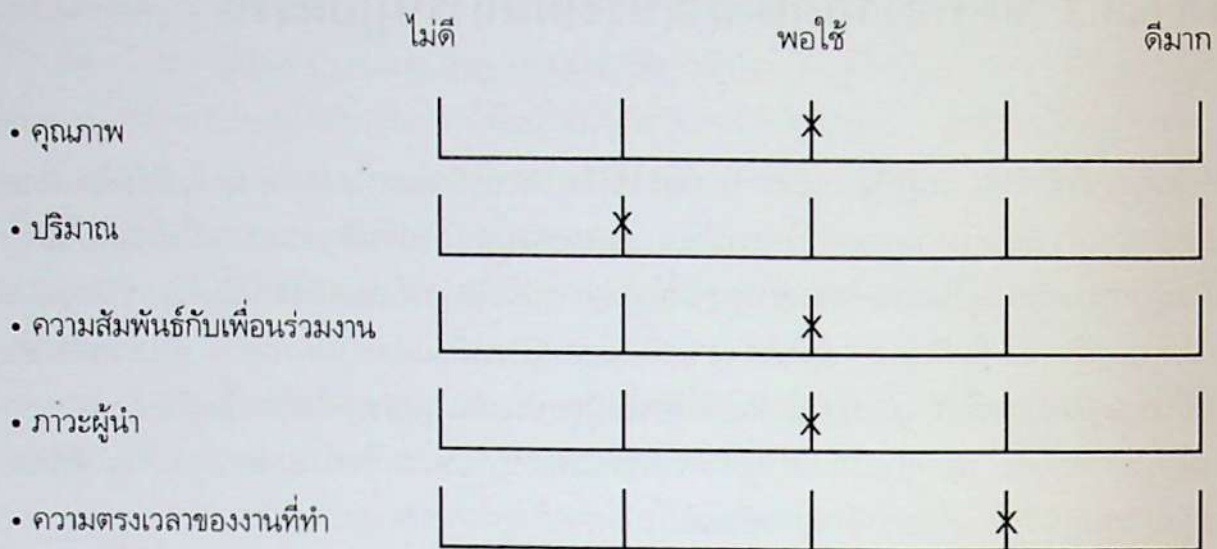 ไม่ดี พอใช้ ดีมาก
• คุณภาพ
• ปริมาณ
• ความสัมพันธ์กับเพื่อนร่วมงาน
• ภาวะผู้นำ
• ความตรงเวลาของงานที่ทำ